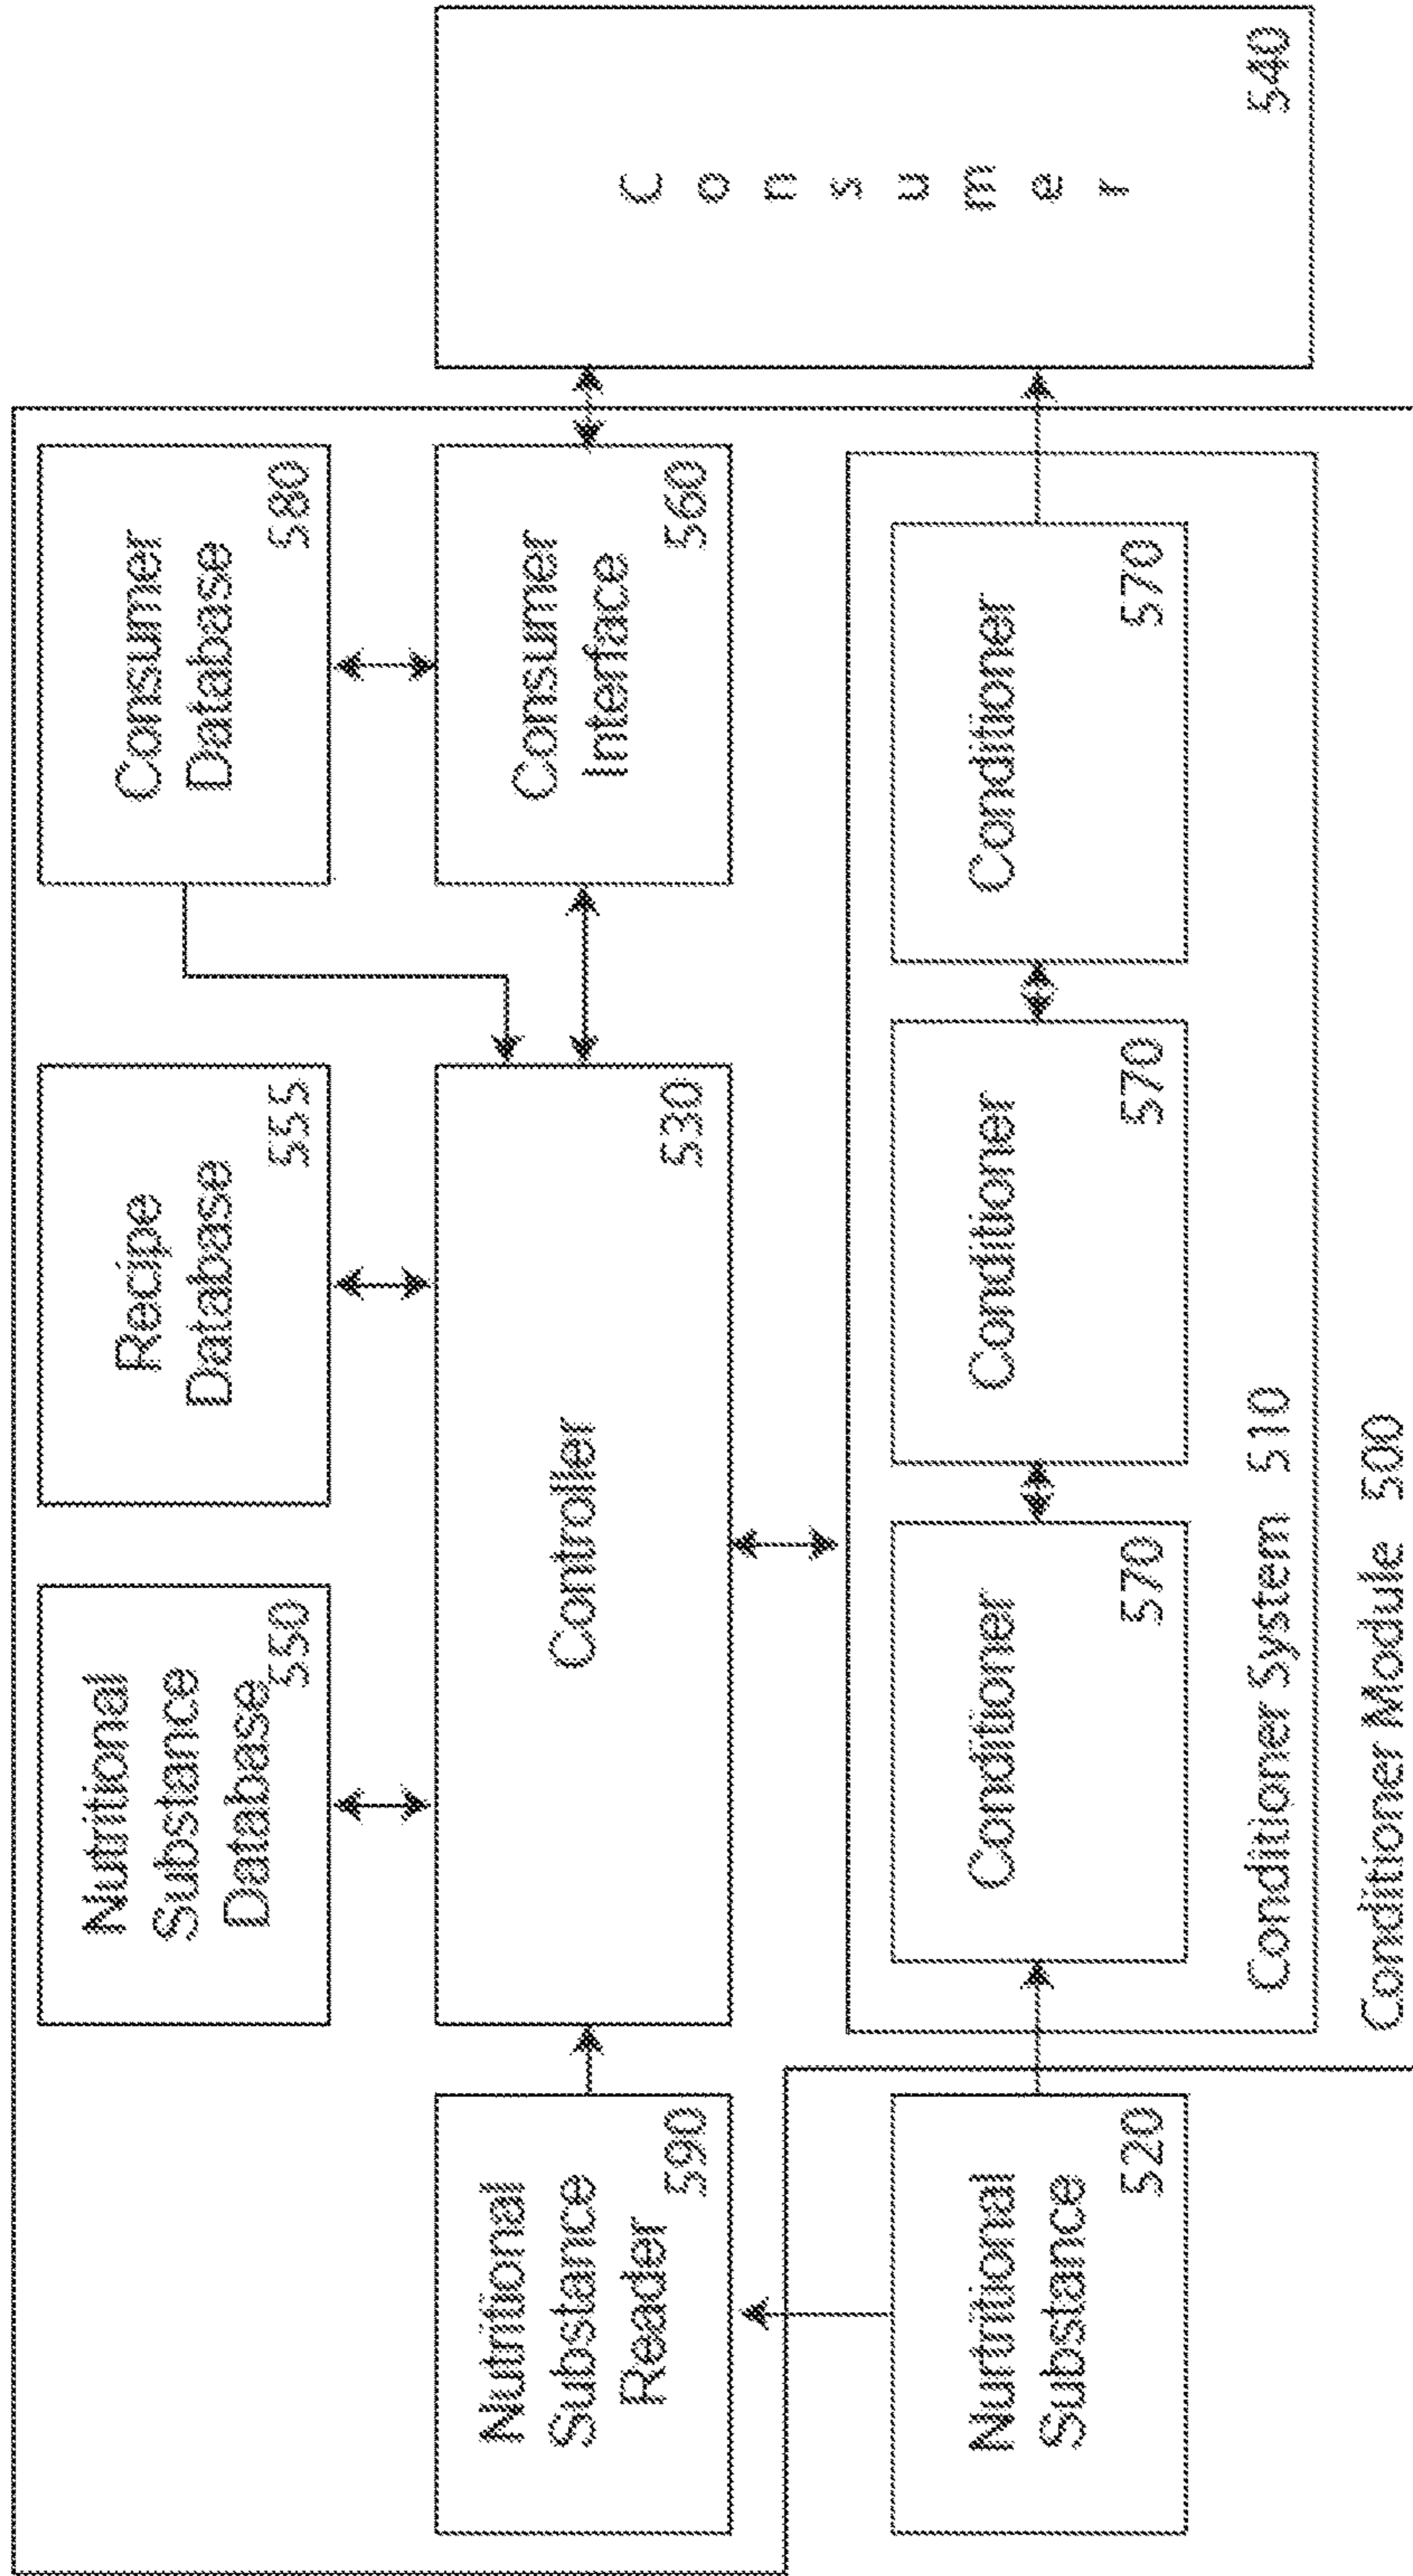 Nutritional
Substance
Database
550
Recipe
Database
555
Consumer
Database
580
Nutritional
Substance
Reader
590
Controller
530
Consumer
Interface
560
Consumer
540
Nurtritional
Substance
520
Conditioner
570
Conditioner
570
Conditioner
570
Conditioner System 510
Conditioner Module 500